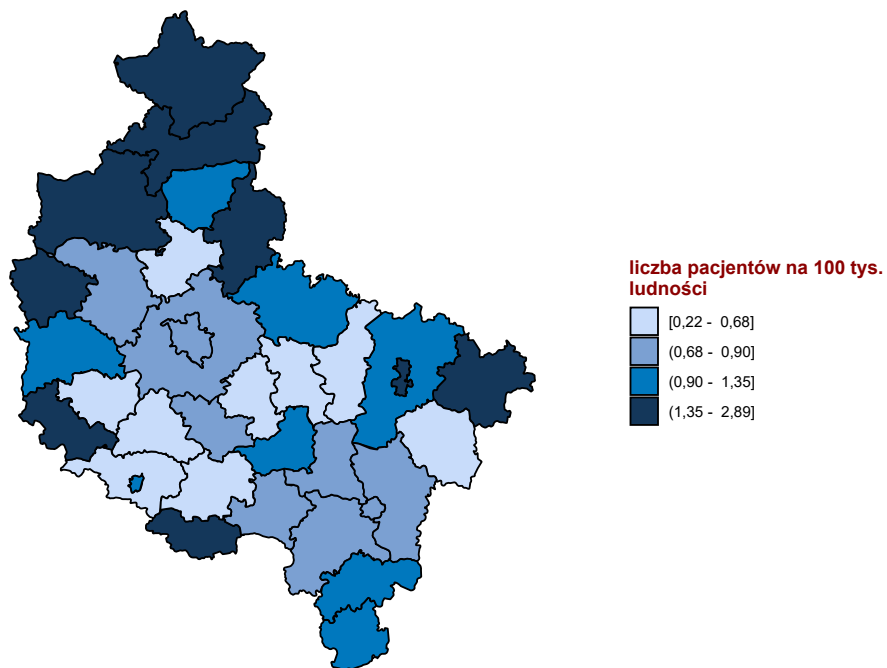 liczba pacjentów na 100 tys.
ludności
[0,22 - 0,68]
(0,68 - 0,90]
(0,90 - 1,35]
(1,35 - 2,89]